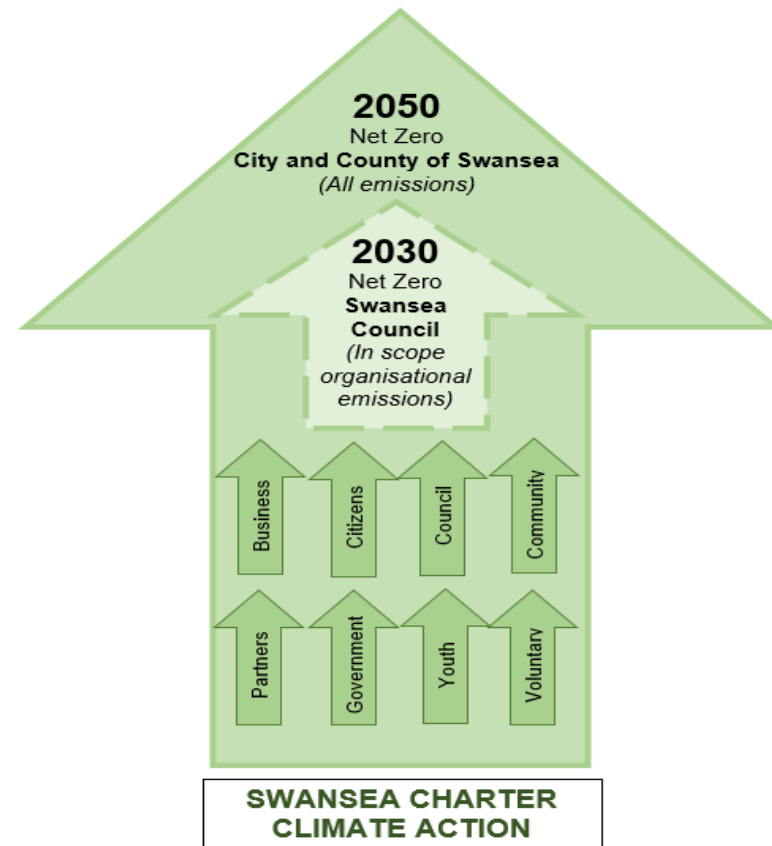 2050
Net Zero
City and County of Swansea
(All emissions)
2030
Net Zero
Swansea
Council
(In scope
organisational
emissions)
Business
Citizens
Council
Community
Partners
Government
Youth
Voluntary
SWANSEA CHARTER
CLIMATE ACTION